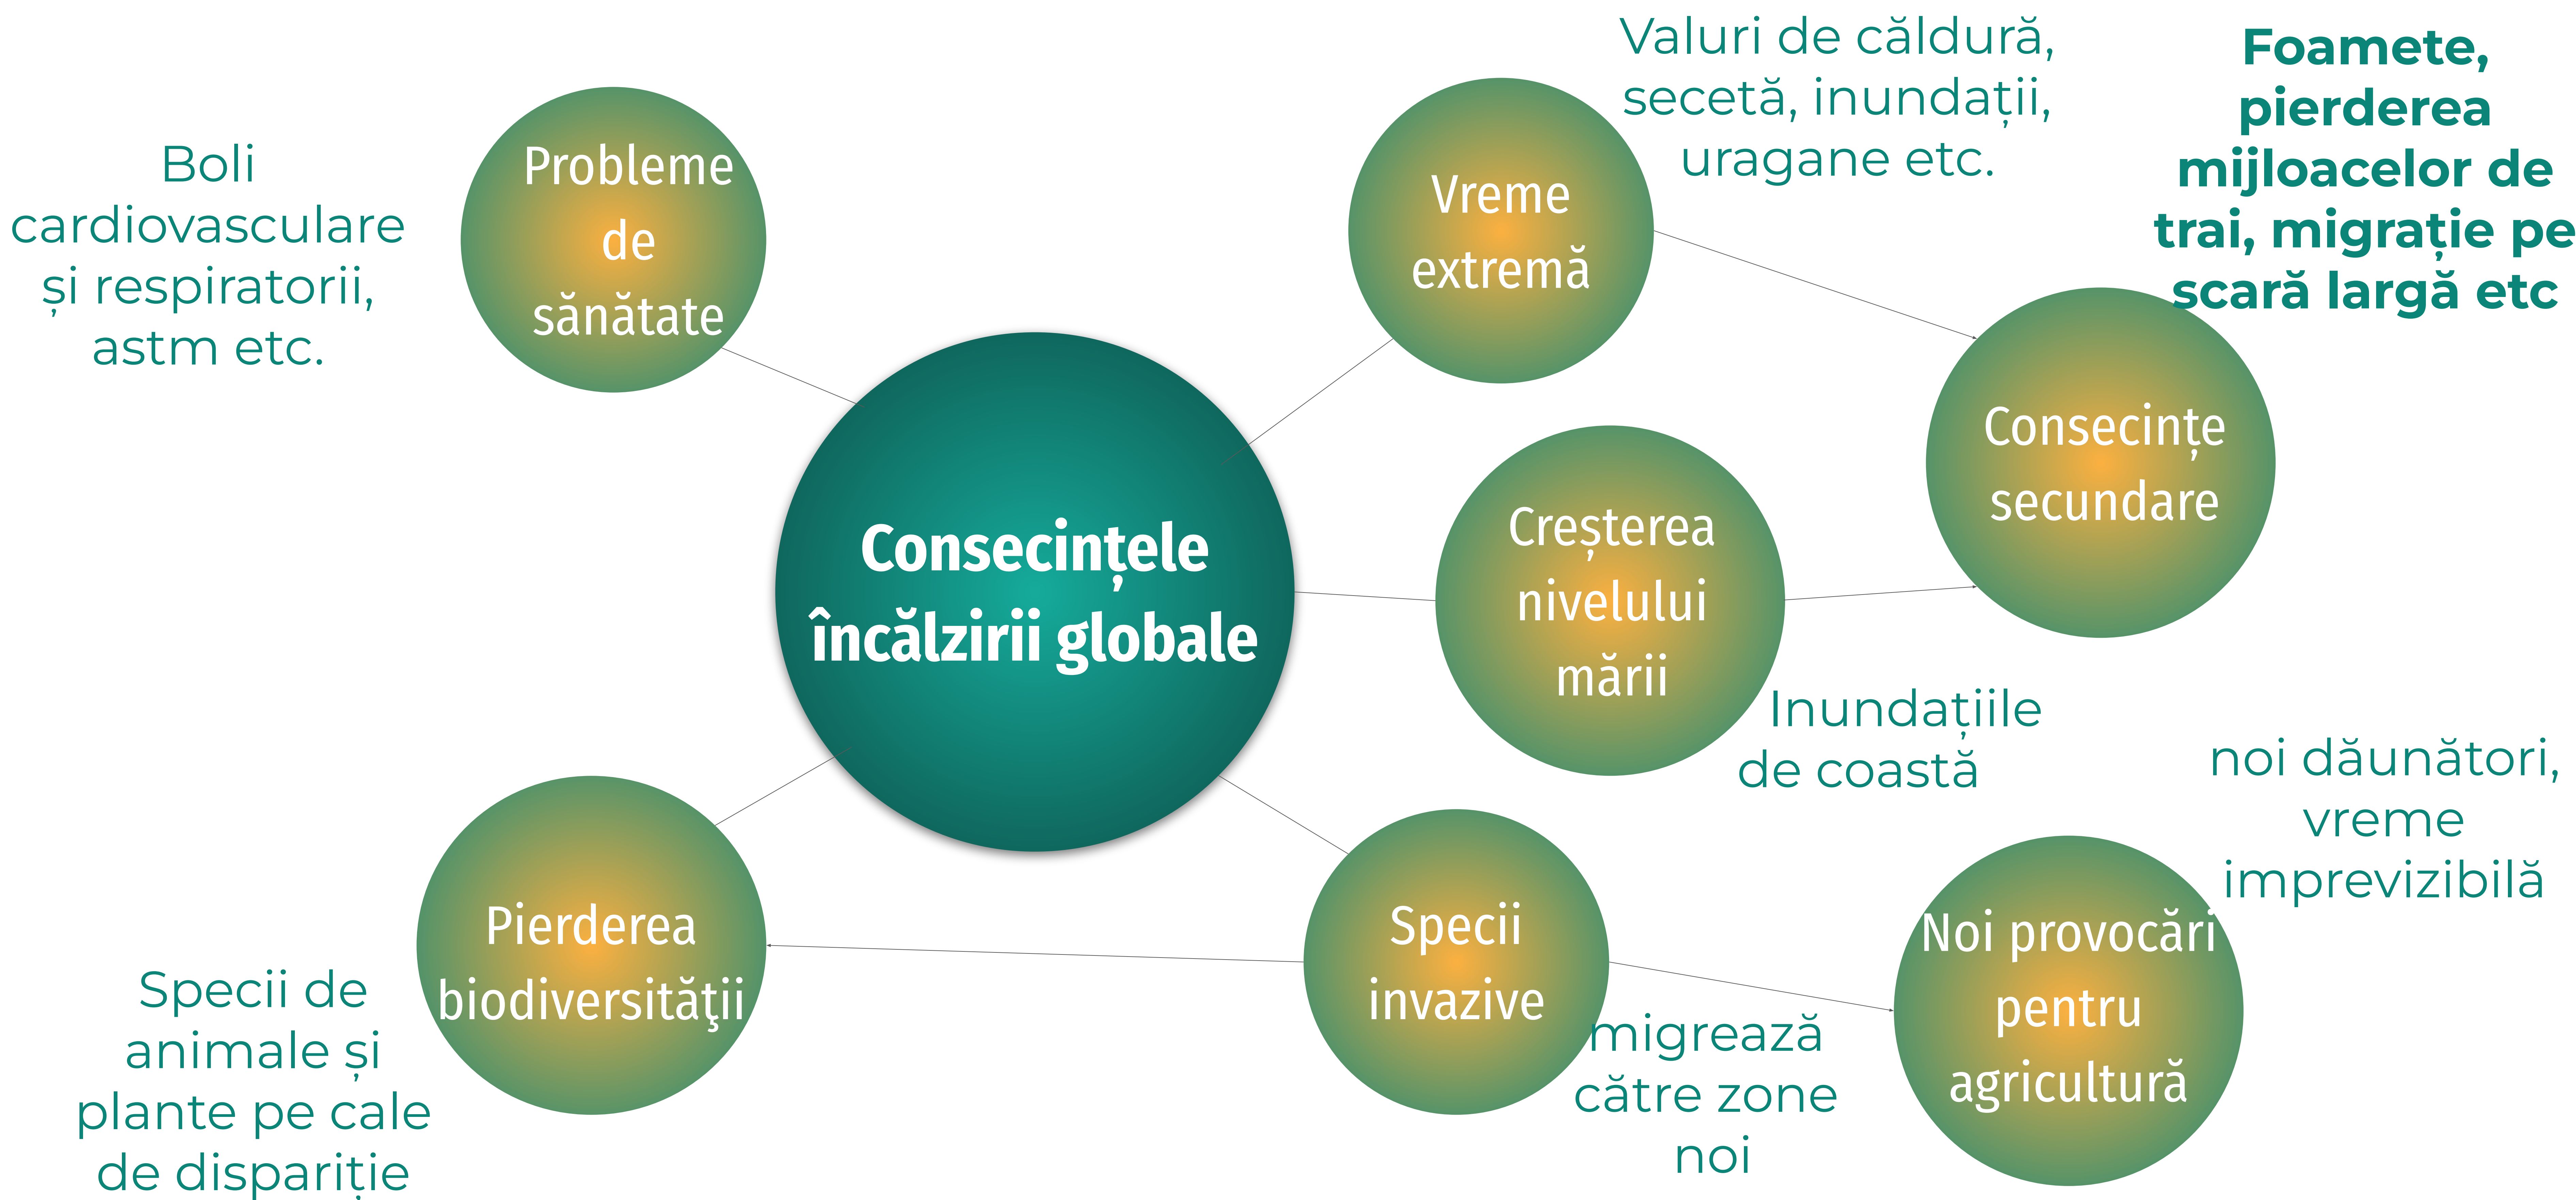 Boli
cardiovasculare
și respiratorii,
astm etc.
Probleme
de
sănătate
Vreme
extremă
Valuri de căldură,
secetă, inundații,
uragane etc.
Foamete,
pierderea
mijloacelor de
trai, migrație pe
scară largă etc
Consecințe
secundare
Consecințele
încălzirii globale
Creșterea
nivelului
mării
Inundațiile
de coastă
noi dăunători,
vreme
imprevizibilă
Noi provocări
pentru
agricultură
Specii
invazive
migrează
către zone
noi
Pierderea
biodiversităţii
Specii de
animale și
plante pe cale
de dispariție